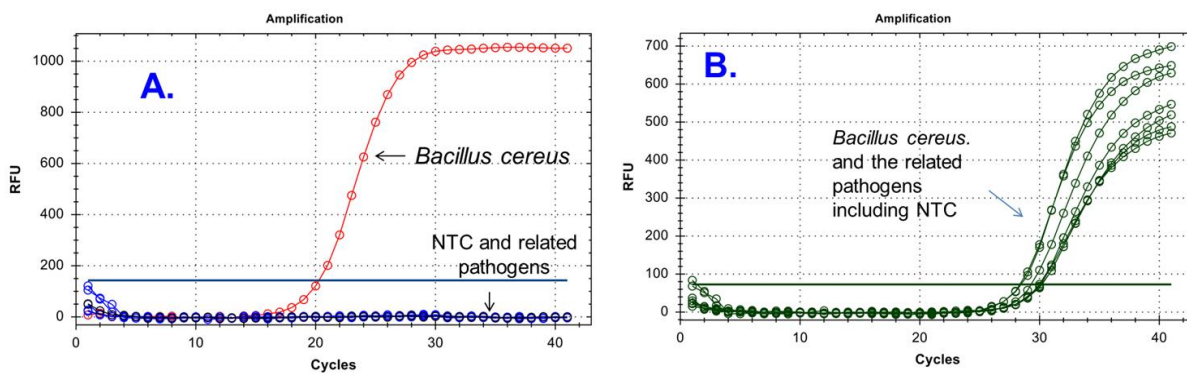 Amplification
A.
1000
800
600
400
200
0
RFU
Bacillus cereus
NTC and related
pathogens
0 10 20 30 40
Cycles
Amplification
B.
700
600
500
400
300
200
100
0
RFU
Bacillus cereus.
and the related
pathogens
including NTC
0 10 20 30 40
Cycles